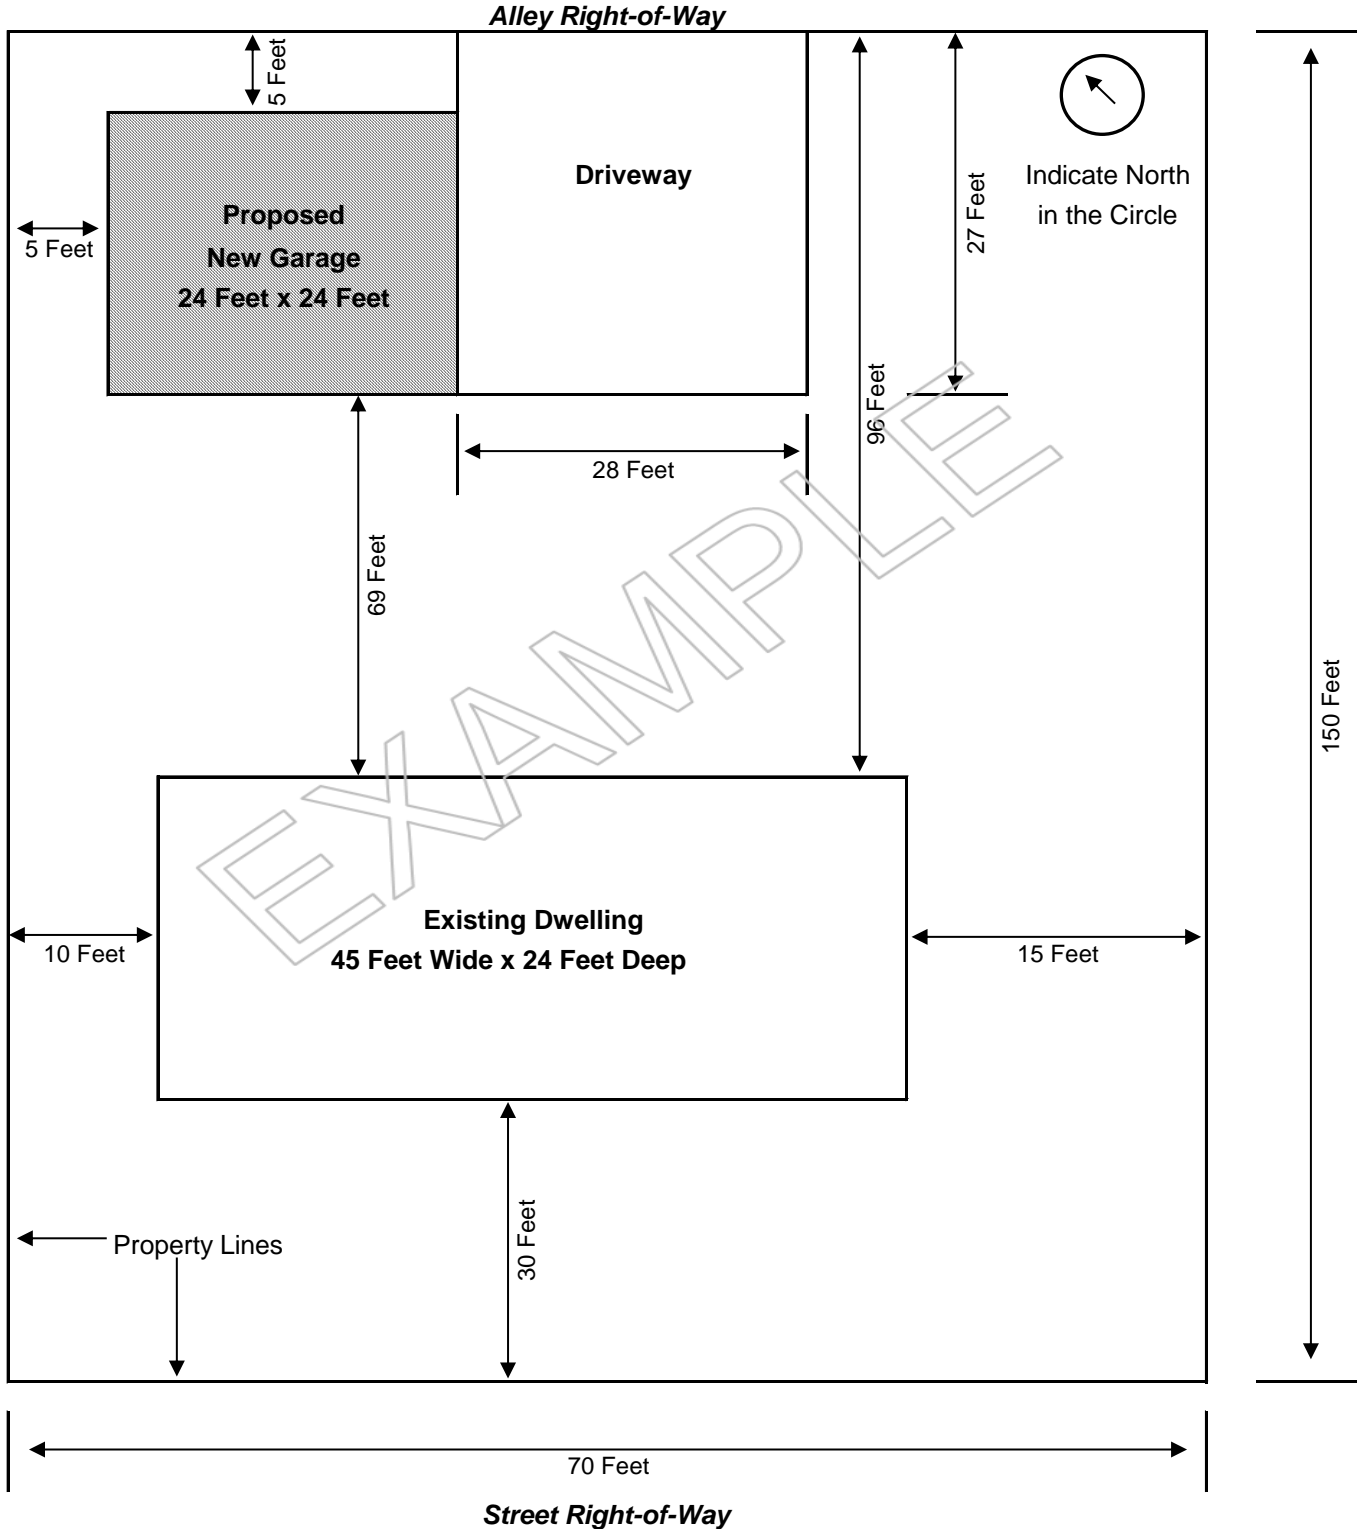 Alley Right-of-Way
5 Feet
Driveway
Indicate North
in the Circle
27 Feet
Proposed
New Garage
24 Feet x 24 Feet
5 Feet
96 Feet
28 Feet
69 Feet
EXAMPLE
150 Feet
Existing Dwelling
45 Feet Wide x 24 Feet Deep
10 Feet
15 Feet
30 Feet
Property Lines
70 Feet
Street Right-of-Way